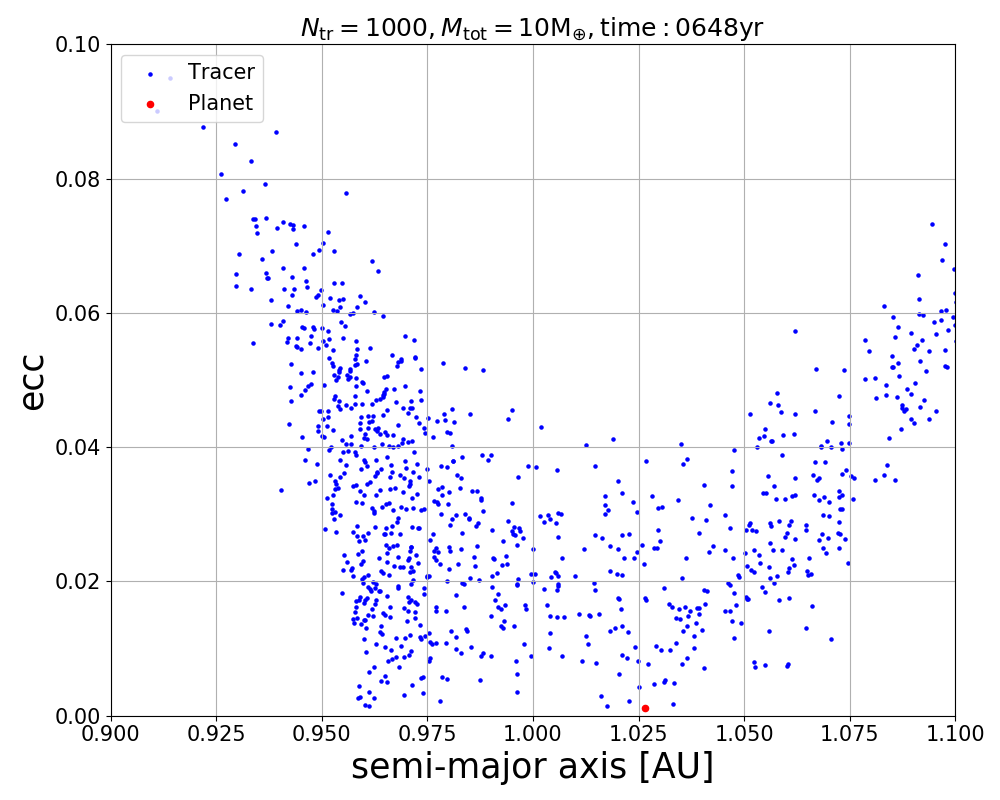 N_tr = 1000, M_tot = 10M_⊕, time : 0648yr
Tracer
Planet
ecc
0.10
0.08
0.06
0.04
0.02
0.00
0.900 0.925 0.950 0.975 1.000 1.025 1.050 1.075 1.100
semi-major axis [AU]